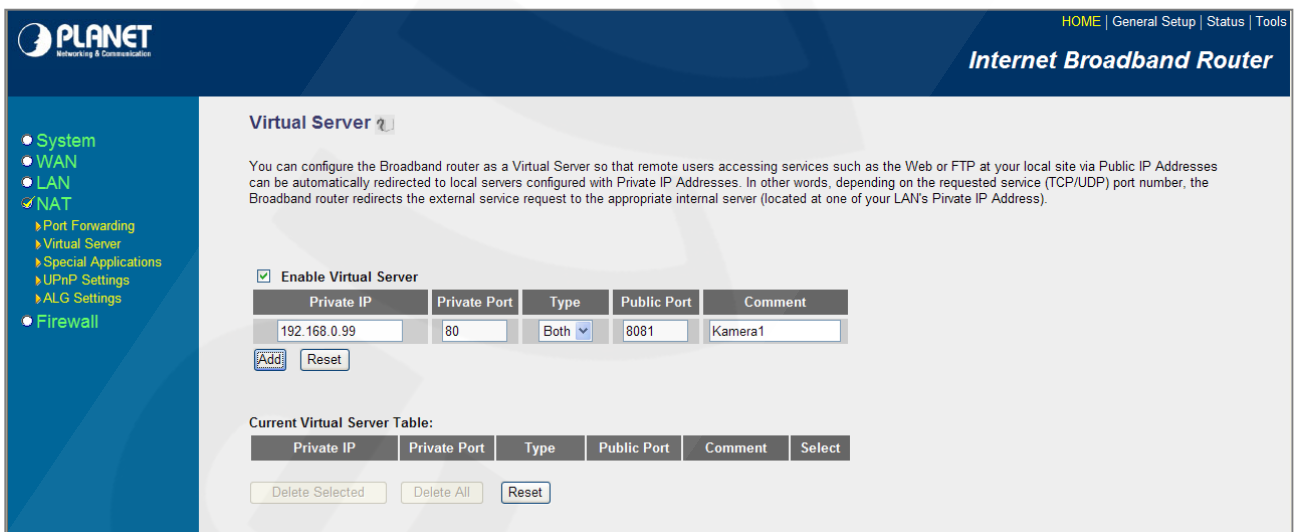 PLANET
Networking & Communication
HOME | General Setup | Status | Tools
Internet Broadband Router
System
WAN
LAN
NAT
Port Forwarding
Virtual Server
Special Applications
UPnP Settings
ALG Settings
Firewall
Virtual Server
You can configure the Broadband router as a Virtual Server so that remote users accessing services such as the Web or FTP at your local site via Public IP Addresses
can be automatically redirected to local servers configured with Private IP Addresses. In other words, depending on the requested service (TCP/UDP) port number, the
Broadband router redirects the external service request to the appropriate internal server (located at one of your LAN's Private IP Address).
Enable Virtual Server
Private IP Private Port Type Public Port Comment
192.168.0.99 80 Both 8081 Kamera1
Add Reset
Current Virtual Server Table:
Private IP Private Port Type Public Port Comment Select
Delete Selected Delete All Reset